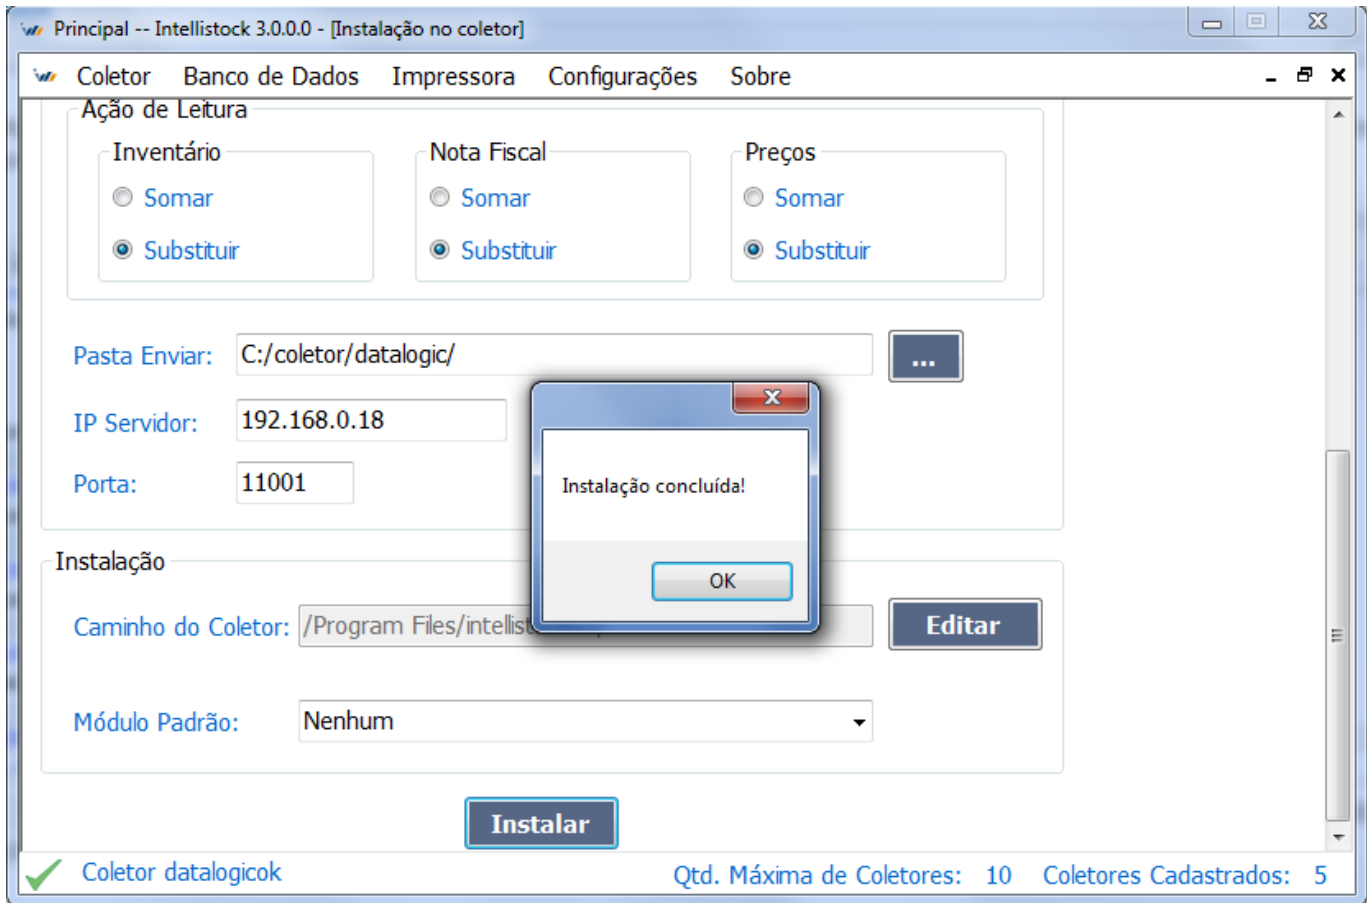 Principal -- Intellistock 3.0.0.0 - [Instalação no coletor]
Coletor Banco de Dados Impressora Configurações Sobre
Ação de Leitura
Inventário Nota Fiscal Preços
Somar Somar Somar
Substituir Substituir Substituir
Pasta Enviar: C:/coletor/datalogic/ ...
IP Servidor: 192.168.0.18
Porta: 11001
Instalação concluída!
OK
Instalação
Caminho do Coletor: /Program Files/ Editar
Módulo Padrão: Nenhum
Instalar
Coletor datalogicok Qtd. Máxima de Coletores: 10 Coletores Cadastrados: 5